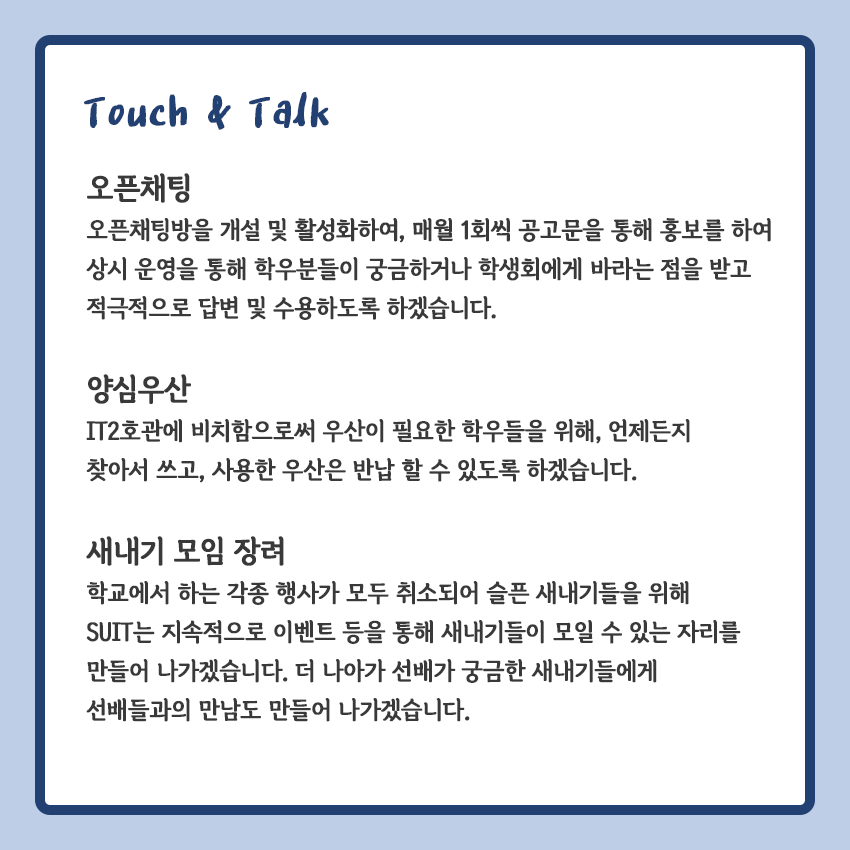 Touch & Talk
오픈채팅
오픈채팅방을 개설 및 활성화하여, 매월 1회씩 공고문을 통해 홍보를 하여
상시 운영을 통해 학우분들이 궁금하거나 학생회에게 바라는 점을 받고
적극적으로 답변 및 수용하도록 하겠습니다.
양심우산
IT2호관에 비치함으로써 우산이 필요한 학우들을 위해, 언제든지
찾아서 쓰고, 사용한 우산은 반납 할 수 있도록 하겠습니다.
새내기 모임 장려
학교에서 하는 각종 행사가 모두 취소되어 슬픈 새내기들을 위해
SUIT는 지속적으로 이벤트 등을 통해 새내기들이 모일 수 있는 자리를
만들어 나가겠습니다. 더 나아가 선배가 궁금한 새내기들에게
선배들과의 만남도 만들어 나가겠습니다.